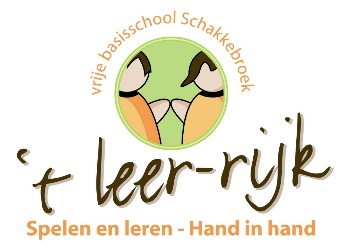 vrije basisschool Schakkebroek
't leer-rijk
Spelen en leren - Hand in hand